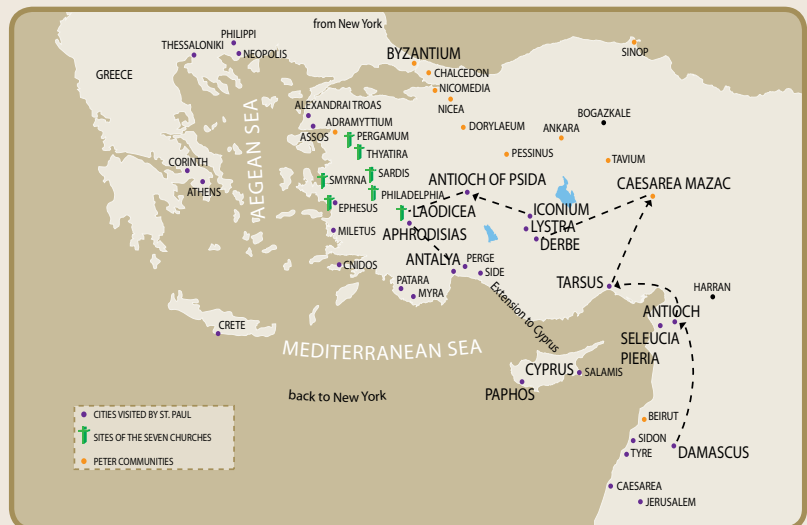 from New York
PHILIPPI
THESSALONIKI
NEOPOLIS
BYZANTIUM
SINOP
GREECE
CHALCEDON
NICOMEDIA
NICEA
ALEXANDRAI TROAS
ADRAMYTTIUM
ASSOS
DORYLAEUM
BOGAZKALE
ANKARA
PERGAMUM
THYATIRA
PESSINUS
TAVIUM
AEGEAN SEA
CORINTH
ATHENS
SARDIS
SMYRNA
ANTIOCH OF PSIDA
CAESAREA MAZAC
PHILADELPHIA
EPHESUS
LAODICEA
ICONIUM
LYSTRA
DERBE
MILETUS
APHRODISIAS
CNIDOS
ANTALYA
PERGE
SIDE
PATARA
MYRA
TARSUS
HARRAN
Extension to Cyprus
ANTIOCH
SELEUCIA
PIERIA
CRETE
MEDITERRANEAN SEA
CYPRUS
SALAMIS
PAPHOS
back to New York
CITIES VISITED BY ST. PAUL
SITES OF THE SEVEN CHURCHES
PETER COMMUNITIES
BEIRUT
SIDON
TYRE
DAMASCUS
CAESAREA
JERUSALEM